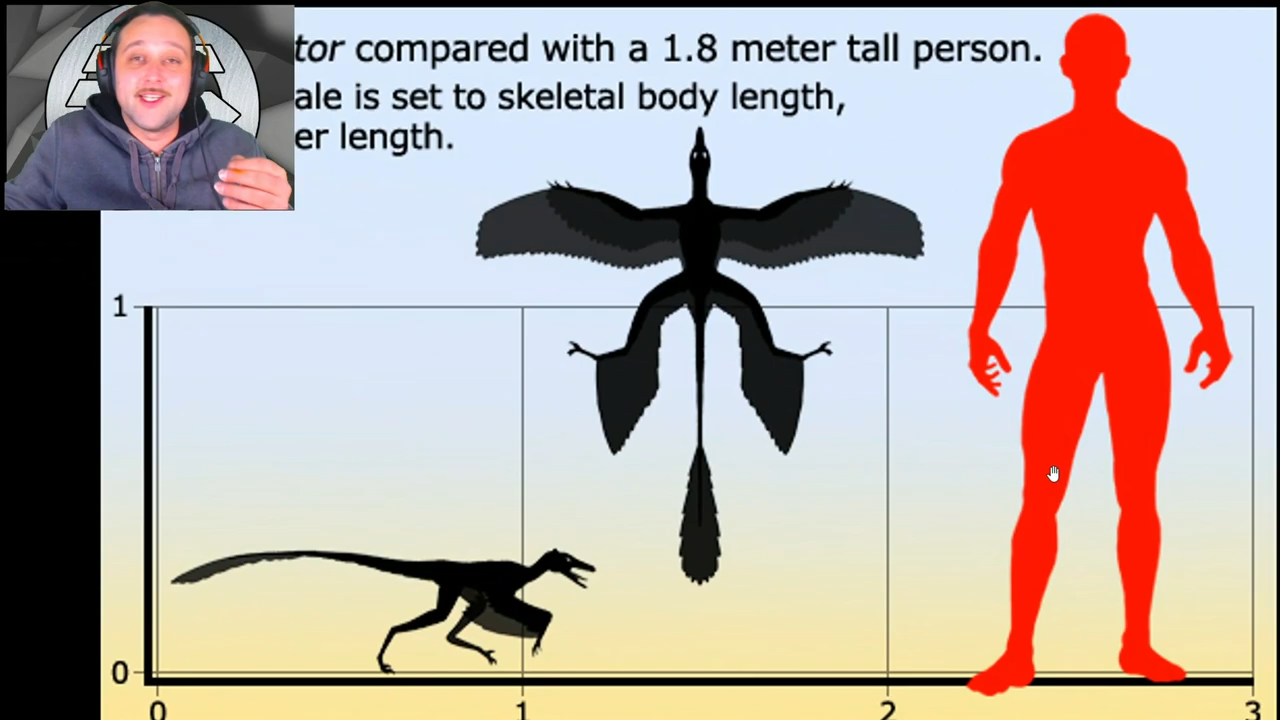 tor compared with a 1.8 meter tall person.
ale is set to skeletal body length,
er length.
1
0
0
1
2
3